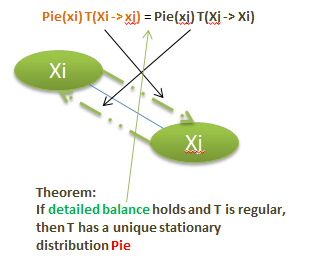 Pie(xi) T(Xi -> xj) = Pie(xj) T(Xj -> Xi)
Xi
Xj
Theorem:
If detailed balance holds and T is regular,
then T has a unique stationary
distribution Pie